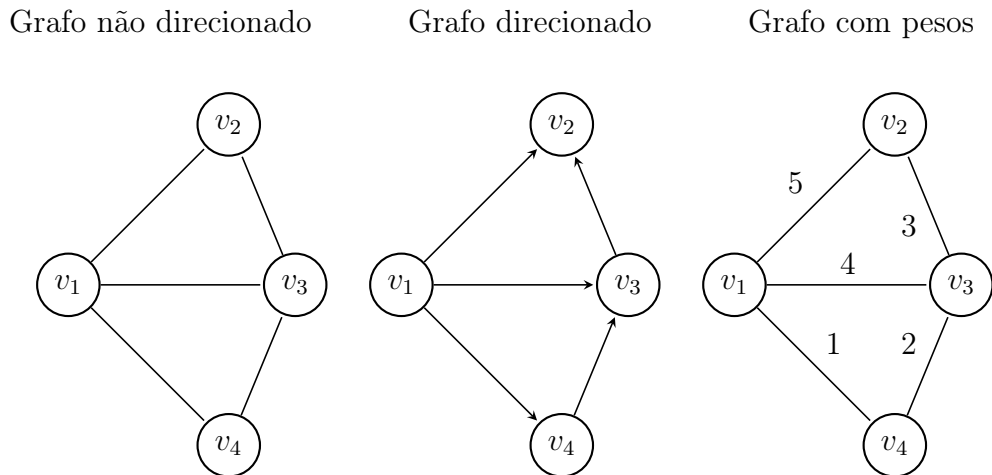 Grafo não direcionado
Grafo direcionado
Grafo com pesos
v₂
v₁
v₃
v₄
v₂
v₁
v₃
v₄
v₂
5
3
v₁
4
v₃
1
2
v₄